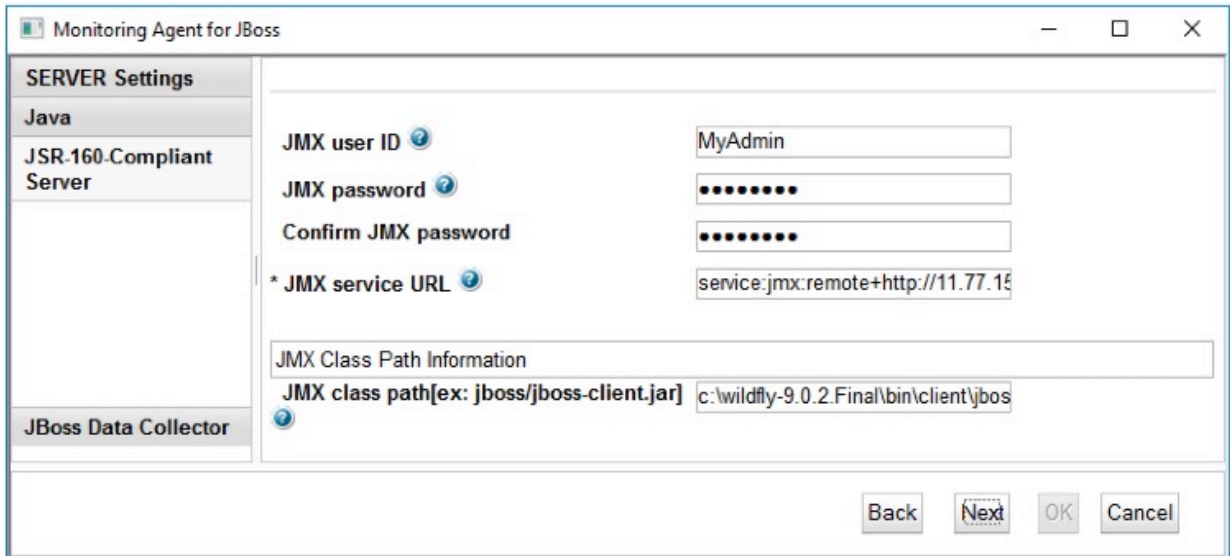 Monitoring Agent for JBoss
SERVER Settings
Java
JSR-160-Compliant
Server
JBoss Data Collector
JMX user ID
MyAdmin
JMX password
••••••••
Confirm JMX password
••••••••
* JMX service URL
service:jmx:remote+http://11.77.15
JMX Class Path Information
JMX class path[ex: jboss/jboss-client.jar]
c:\wildfly-9.0.2.Final\bin\client\jbos
Back
Next
OK
Cancel